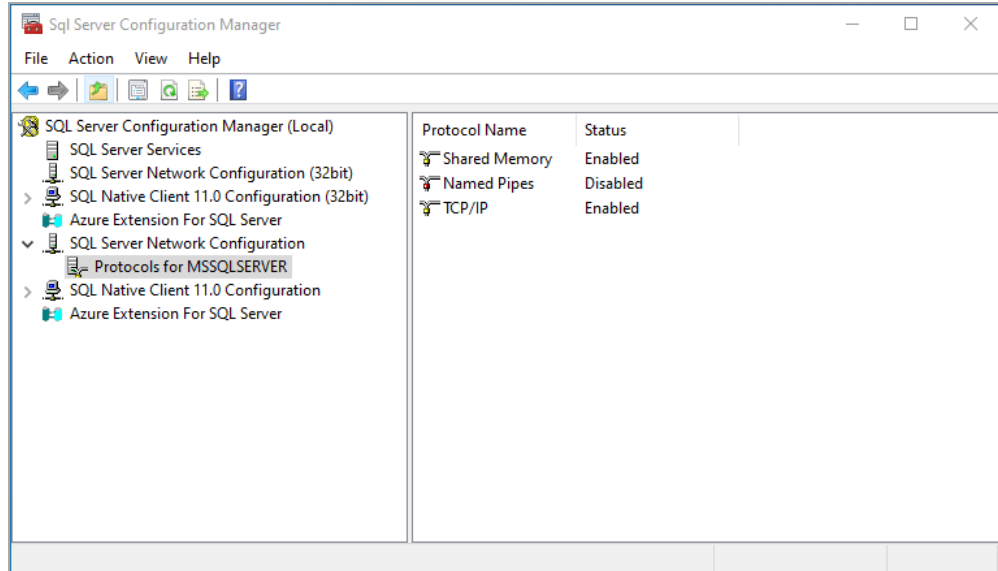 Sql Server Configuration Manager
File Action View Help
SQL Server Configuration Manager (Local)
SQL Server Services
SQL Server Network Configuration (32bit)
SQL Native Client 11.0 Configuration (32bit)
Azure Extension For SQL Server
SQL Server Network Configuration
Protocols for MSSQLSERVER
SQL Native Client 11.0 Configuration
Azure Extension For SQL Server
Protocol Name Status
Shared Memory Enabled
Named Pipes Disabled
TCP/IP Enabled